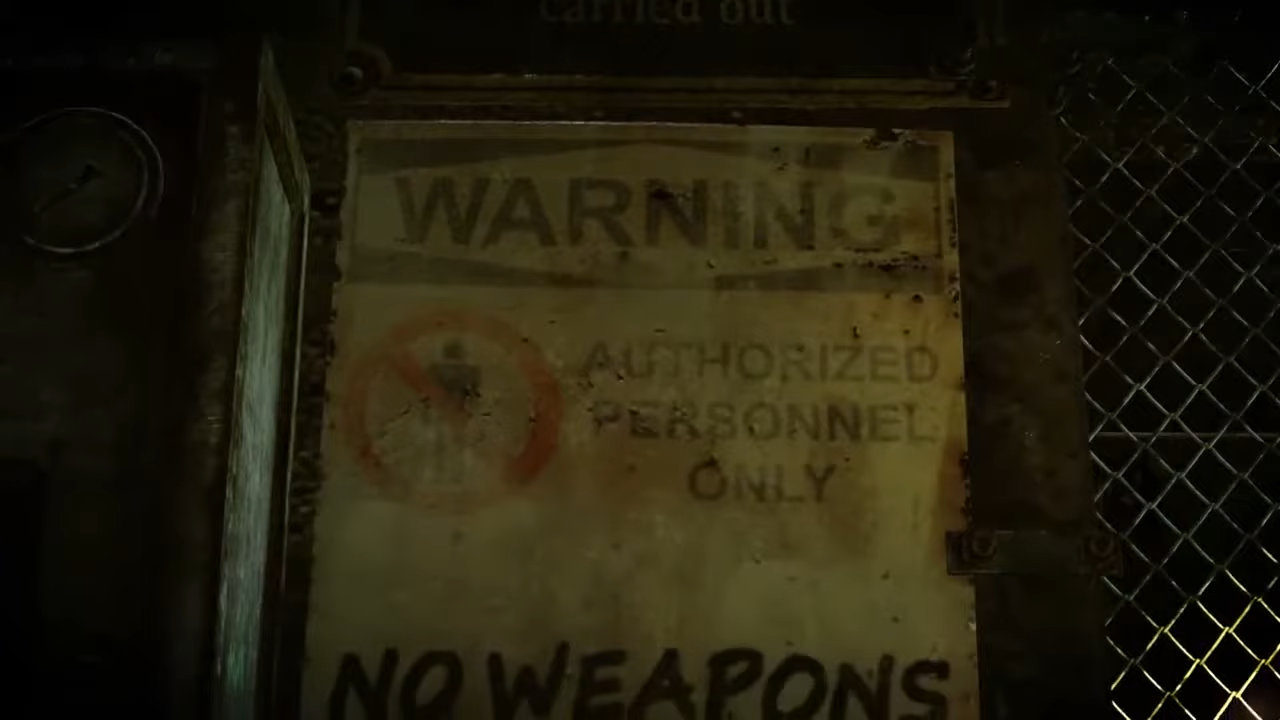 carried out
WARNING
AUTHORIZED
PERSONNEL
ONLY
NO WEAPONS